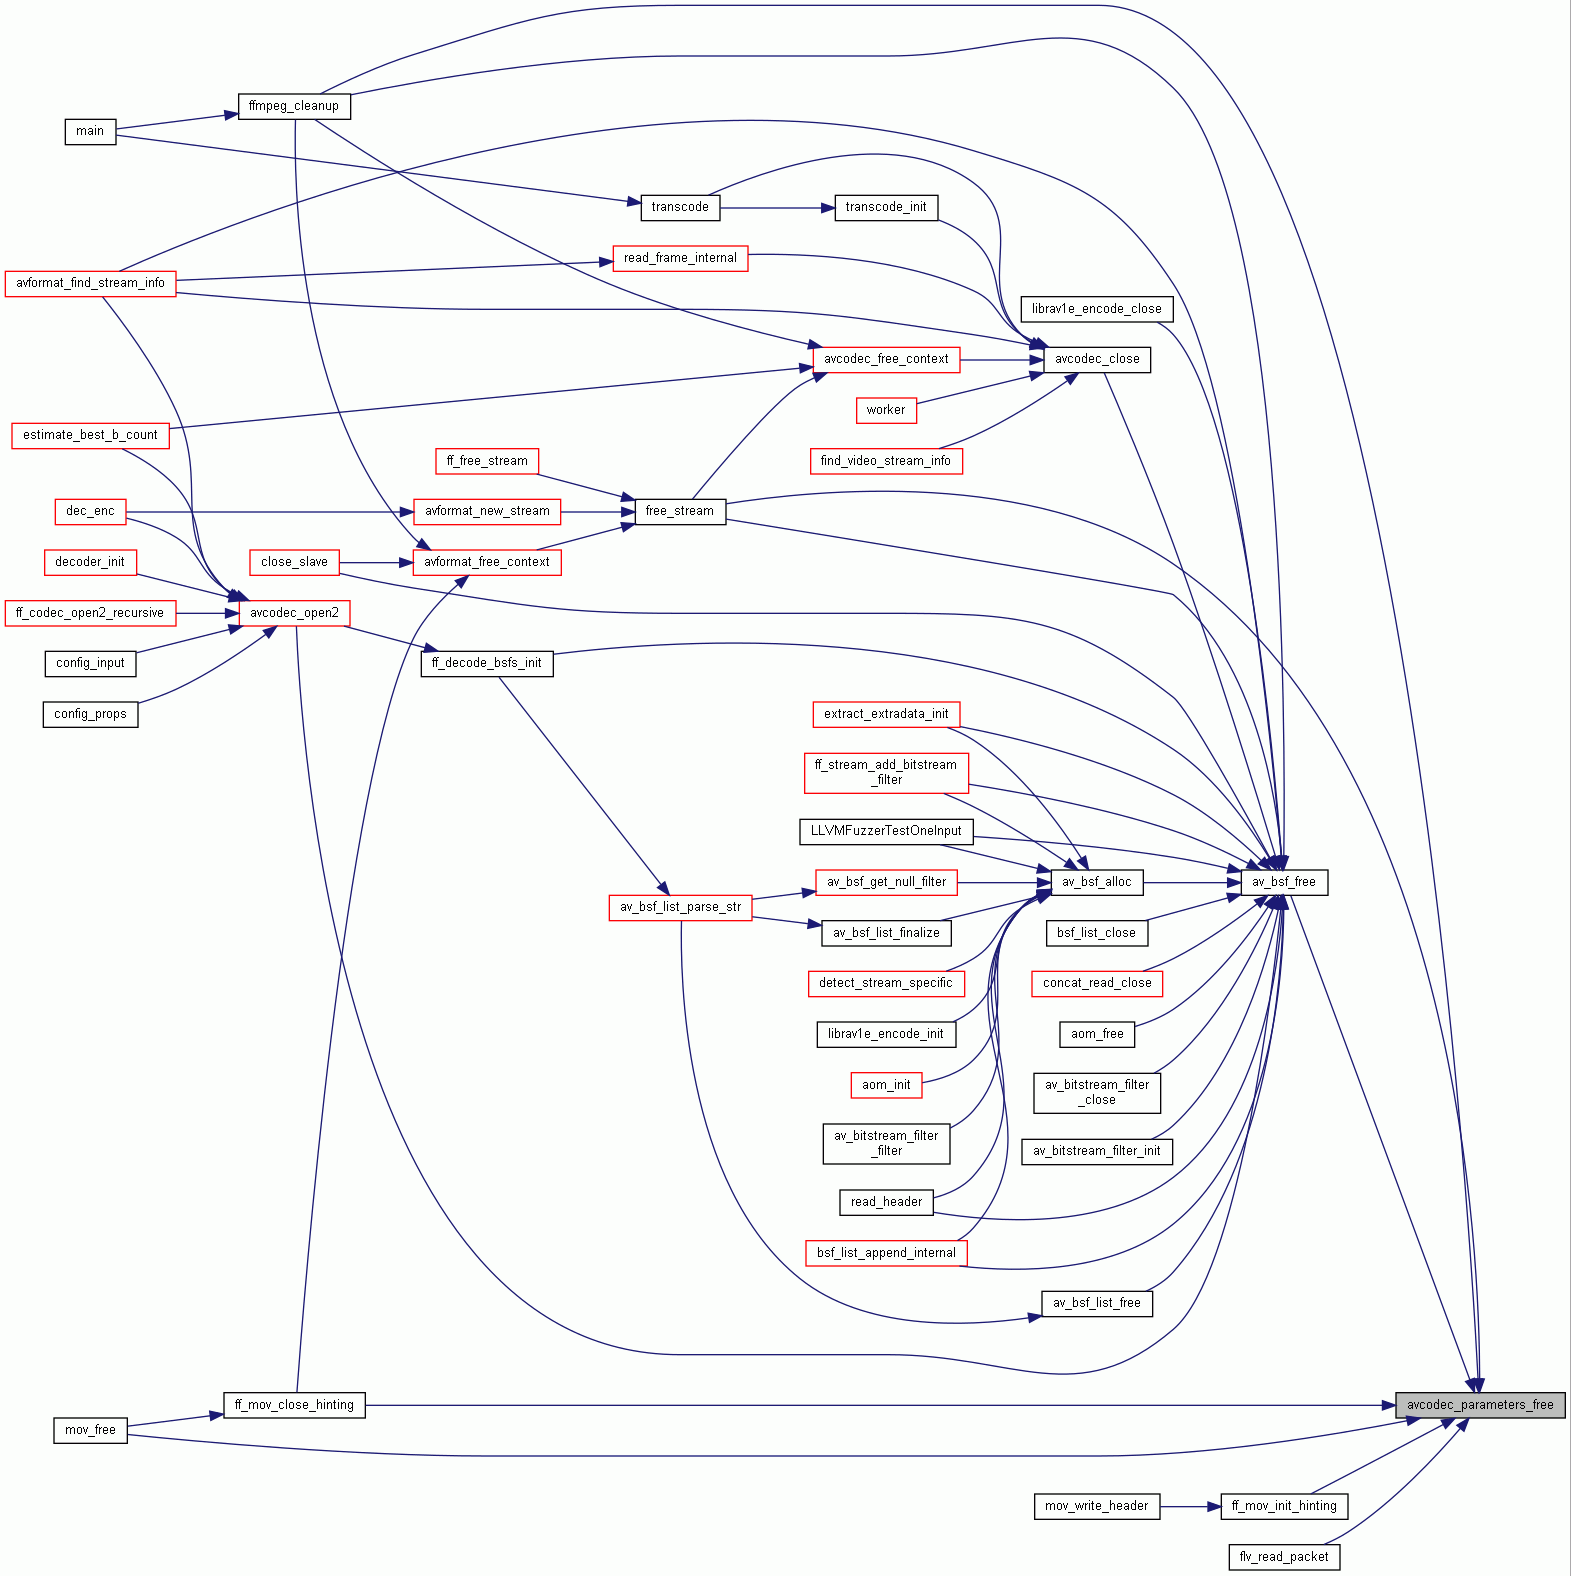 ffmpeg_cleanup
main
transcode
transcode_init
read_frame_internal
avformat_find_stream_info
librav1e_encode_close
avcodec_free_context
avcodec_close
worker
estimate_best_b_count
ff_free_stream
find_video_stream_info
dec_enc
avformat_new_stream
free_stream
decoder_init
close_slave
avformat_free_context
ff_codec_open2_recursive
avcodec_open2
config_input
ff_decode_bsfs_init
config_props
extract_extradata_init
ff_stream_add_bitstream
_filter
LLVMFuzzerTestOneInput
av_bsf_get_null_filter
av_bsf_alloc
av_bsf_free
av_bsf_list_parse_str
av_bsf_list_finalize
bsf_list_close
detect_stream_specific
concat_read_close
librav1e_encode_init
aom_free
aom_init
av_bitstream_filter
_close
av_bitstream_filter
_filter
av_bitstream_filter_init
read_header
bsf_list_append_internal
av_bsf_list_free
ff_mov_close_hinting
avcodec_parameters_free
mov_free
mov_write_header
ff_mov_init_hinting
flv_read_packet